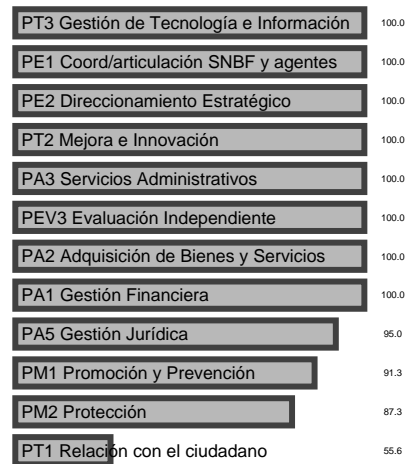 PT3 Gestión de Tecnología e Información 100.0
PE1 Coord/articulación SNBF y agentes 100.0
PE2 Direccionamiento Estratégico 100.0
PT2 Mejora e Innovación 100.0
PA3 Servicios Administrativos 100.0
PEV3 Evaluación Independiente 100.0
PA2 Adquisición de Bienes y Servicios 100.0
PA1 Gestión Financiera 100.0
PA5 Gestión Jurídica 95.0
PM1 Promoción y Prevención 91.3
PM2 Protección 87.3
PT1 Relación con el ciudadano 55.6